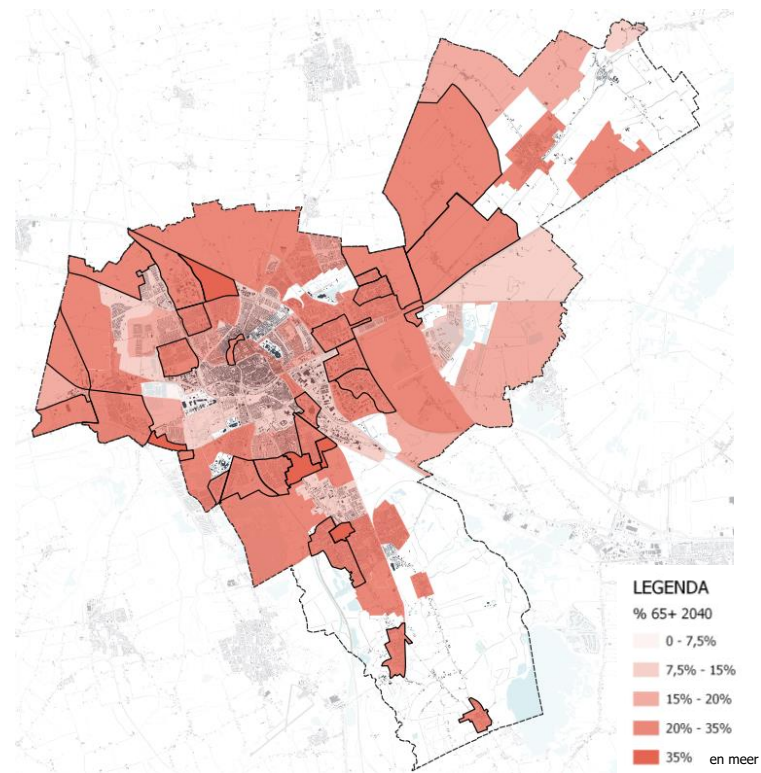 LEGENDA
% 65+ 2040
0 - 7,5%
7,5% - 15%
15% - 20%
20% - 35%
35% en meer